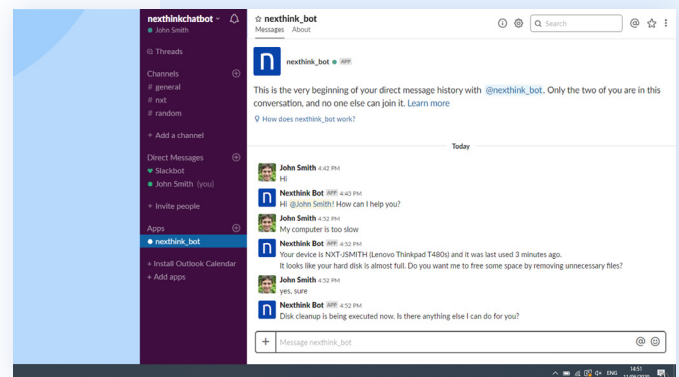 nexthinkchatbot
John Smith
Threads
Channels
# general
# nxt
# random
+ Add a channel
Direct Messages
Slackbot
John Smith (you)
+ Invite people
Apps
nexthink_bot
+ Install Outlook Calendar
+ Add apps
nexthink_bot
Messages About
Search
n
nexthink_bot APP
This is the very beginning of your direct message history with @nexthink_bot. Only the two of you are in this
conversation, and no one else can join it. Learn more
How does nexthink_bot work?
Today
John Smith 4:42 PM
Hi
n
Nexthink Bot APP 4:43 PM
Hi @John Smith! How can I help you?
John Smith 4:52 PM
My computer is too slow
n
Nexthink Bot APP 4:52 PM
Your device is NXT-JSMITH (Lenovo Thinkpad T480s) and it was last used 3 minutes ago.
It looks like your hard disk is almost full. Do you want me to free some space by removing unnecessary files?
John Smith 4:52 PM
yes, sure
n
Nexthink Bot APP 4:52 PM
Disk cleanup is being executed now. Is there anything else I can do for you?
+ Message nexthink_bot @
ENG
1451